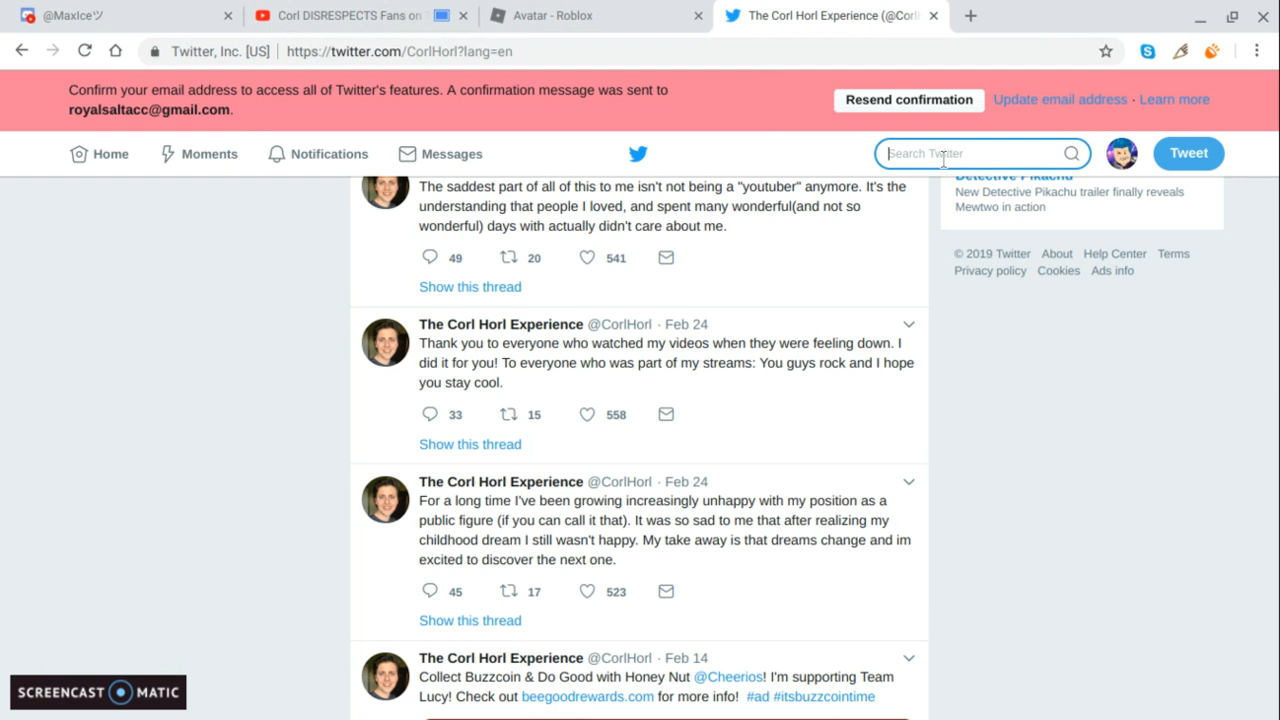 @MaxIceツ
Corl DISRESPECTS Fans on
Avatar - Roblox
The Corl Horl Experience (@Corl
Twitter, Inc. [US]
https://twitter.com/CorlHorl?lang=en
Confirm your email address to access all of Twitter's features. A confirmation message was sent to
royalsaltacc@gmail.com.
Resend confirmation
Update email address · Learn more
Home
Moments
Notifications
Messages
Search Twitter
Tweet
The saddest part of all of this to me isn't not being a "youtuber" anymore. It's the
understanding that people I loved, and spent many wonderful(and not so
wonderful) days with actually didn't care about me.
49 20 541
Show this thread
The Corl Horl Experience @CorlHorl · Feb 24
Thank you to everyone who watched my videos when they were feeling down. I
did it for you! To everyone who was part of my streams: You guys rock and I hope
you stay cool.
33 15 558
Show this thread
The Corl Horl Experience @CorlHorl · Feb 24
For a long time I've been growing increasingly unhappy with my position as a
public figure (if you can call it that). It was so sad to me that after realizing my
childhood dream I still wasn't happy. My take away is that dreams change and im
excited to discover the next one.
45 17 523
Show this thread
The Corl Horl Experience @CorlHorl · Feb 14
Collect Buzzcoin & Do Good with Honey Nut @Cheerios! I'm supporting Team
Lucy! Check out beegoodrewards.com for more info! #ad #itsbuzzcointime
Detective Pikachu
New Detective Pikachu trailer finally reveals
Mewtwo in action
© 2019 Twitter About Help Center Terms
Privacy policy Cookies Ads info
SCREENCAST MATIC